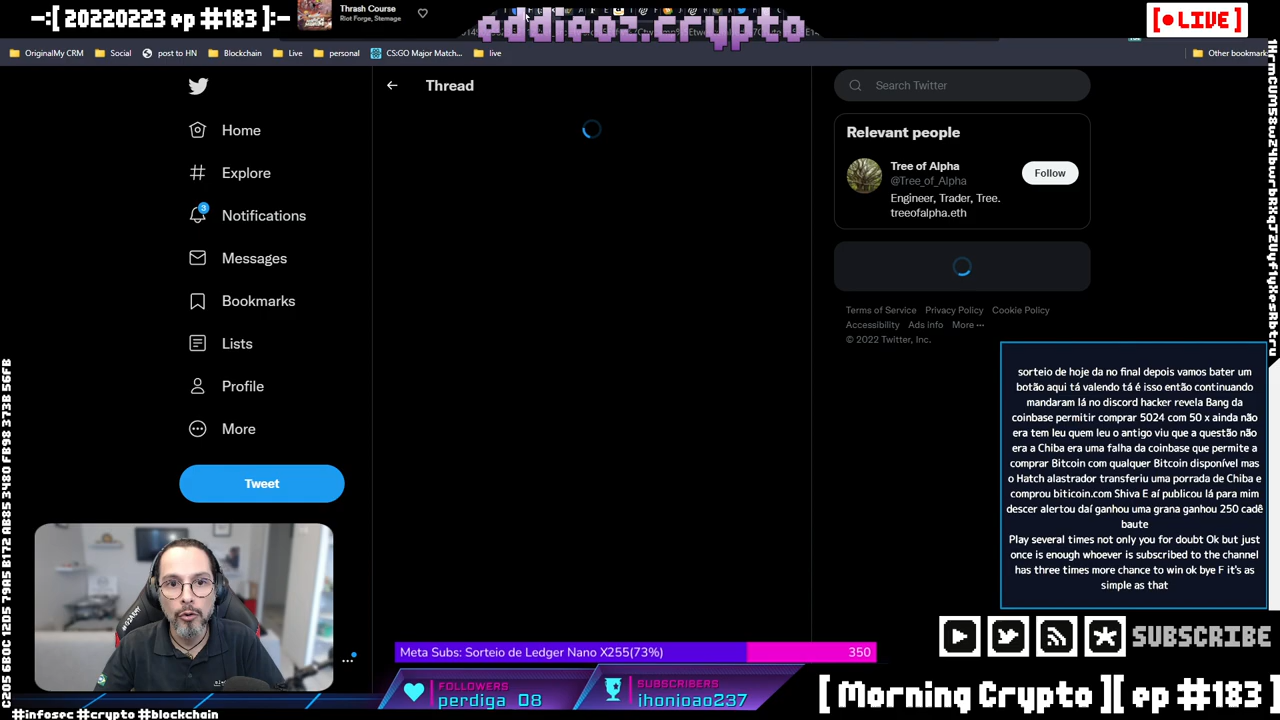 -:[ 20220223 ep #183 ]:-
Thrash Course
Riot Forge, Stemage
eddieoz.crypto
[●LIVE]
OriginalMy CRM
Social
post to HN
Blockchain
Live
personal
CS:GO Major Match...
live
Other bookmark
Home
Explore
Notifications
3
Messages
Bookmarks
Lists
Profile
More
Tweet
Thread
Search Twitter
Relevant people
Tree of Alpha
@Tree_of_Alpha
Follow
Engineer, Trader, Tree.
treeofalpha.eth
Terms of Service Privacy Policy Cookie Policy
Accessibility Ads info More ···
© 2022 Twitter, Inc.
sorteio de hoje da no final depois vamos bater um
botão aqui tá valendo tá é isso então continuando
mandaram lá no discord hacker revela Bang da
coinbase permitir comprar 5024 com 50 x ainda não
era tem leu quem leu o antigo viu que a questão não
era a Chiba era uma falha da coinbase que permite a
comprar Bitcoin com qualquer Bitcoin disponível mas
o Hatch alastrador transferiu uma porrada de Chiba e
comprou biticoin.com Shiva E aí publicou lá para mim
descer alertou daí ganhou uma grana ganhou 250 cadê
baute
Play several times not only you for doubt Ok but just
once is enough whoever is subscribed to the channel
has three times more chance to win ok bye F it's as
simple as that
SUBSCRIBE
Meta Subs: Sorteio de Ledger Nano X255(73%)
350
FOLLOWERS
perdiga_08
SUBSCRIBERS
ihonjoao237
[ Morning Crypto ][ ep #183 ]
#infosec #crypto #blockchain